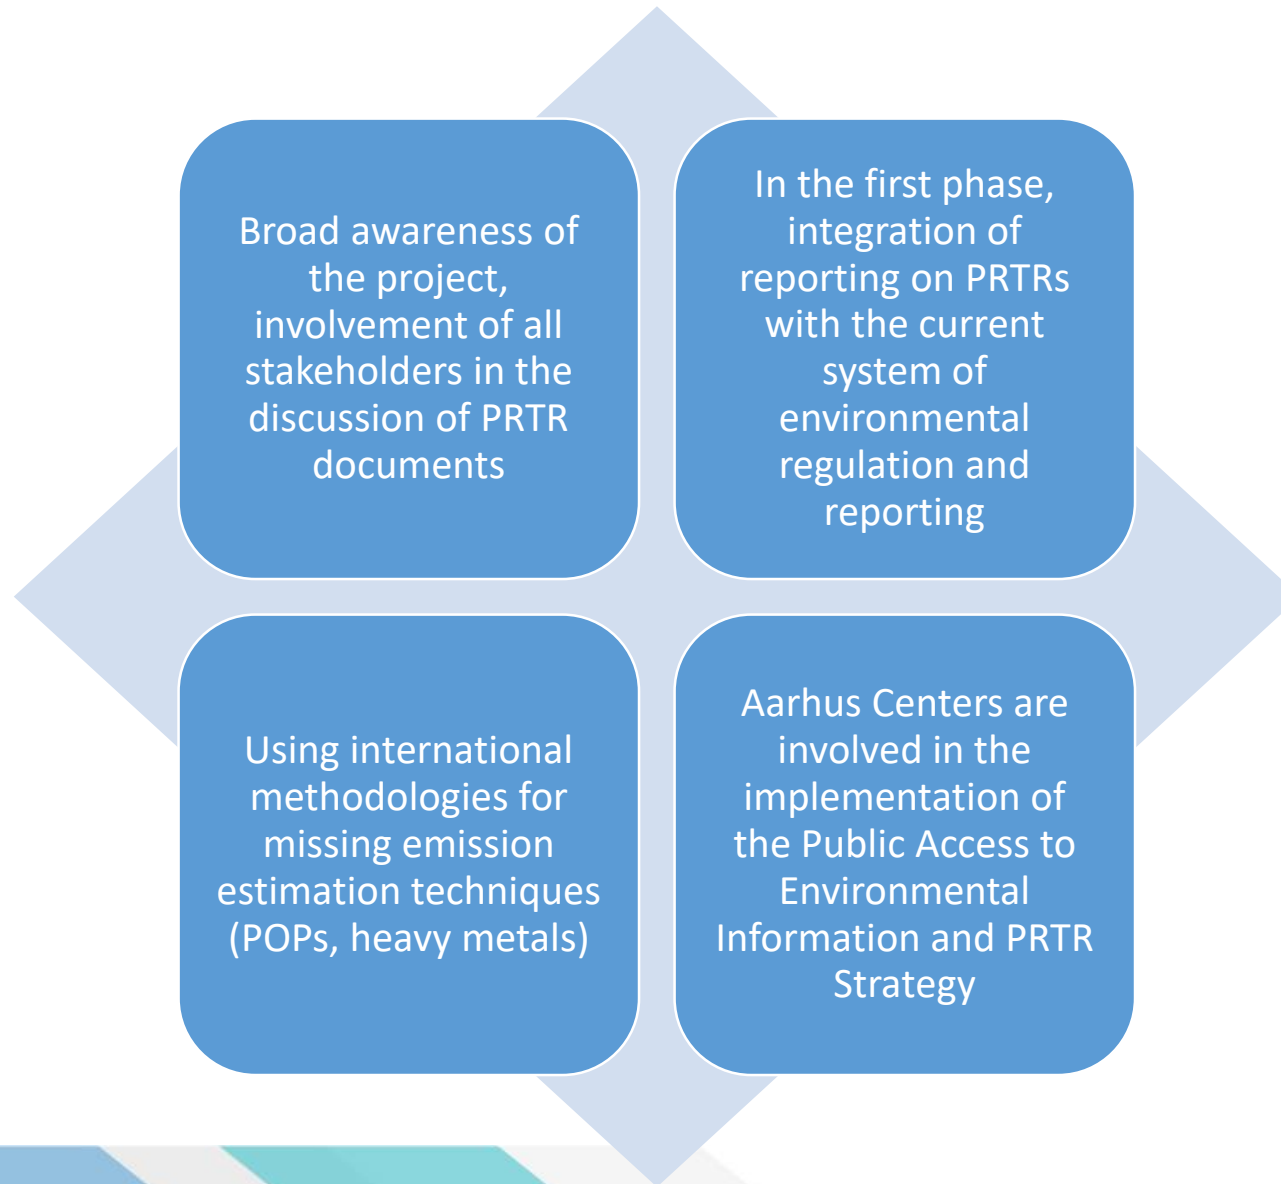 Broad awareness of
the project,
involvement of all
stakeholders in the
discussion of PRTR
documents
In the first phase,
integration of
reporting on PRTRs
with the current
system of
environmental
regulation and
reporting
Using international
methodologies for
missing emission
estimation techniques
(POPs, heavy metals)
Aarhus Centers are
involved in the
implementation of
the Public Access to
Environmental
Information and PRTR
Strategy